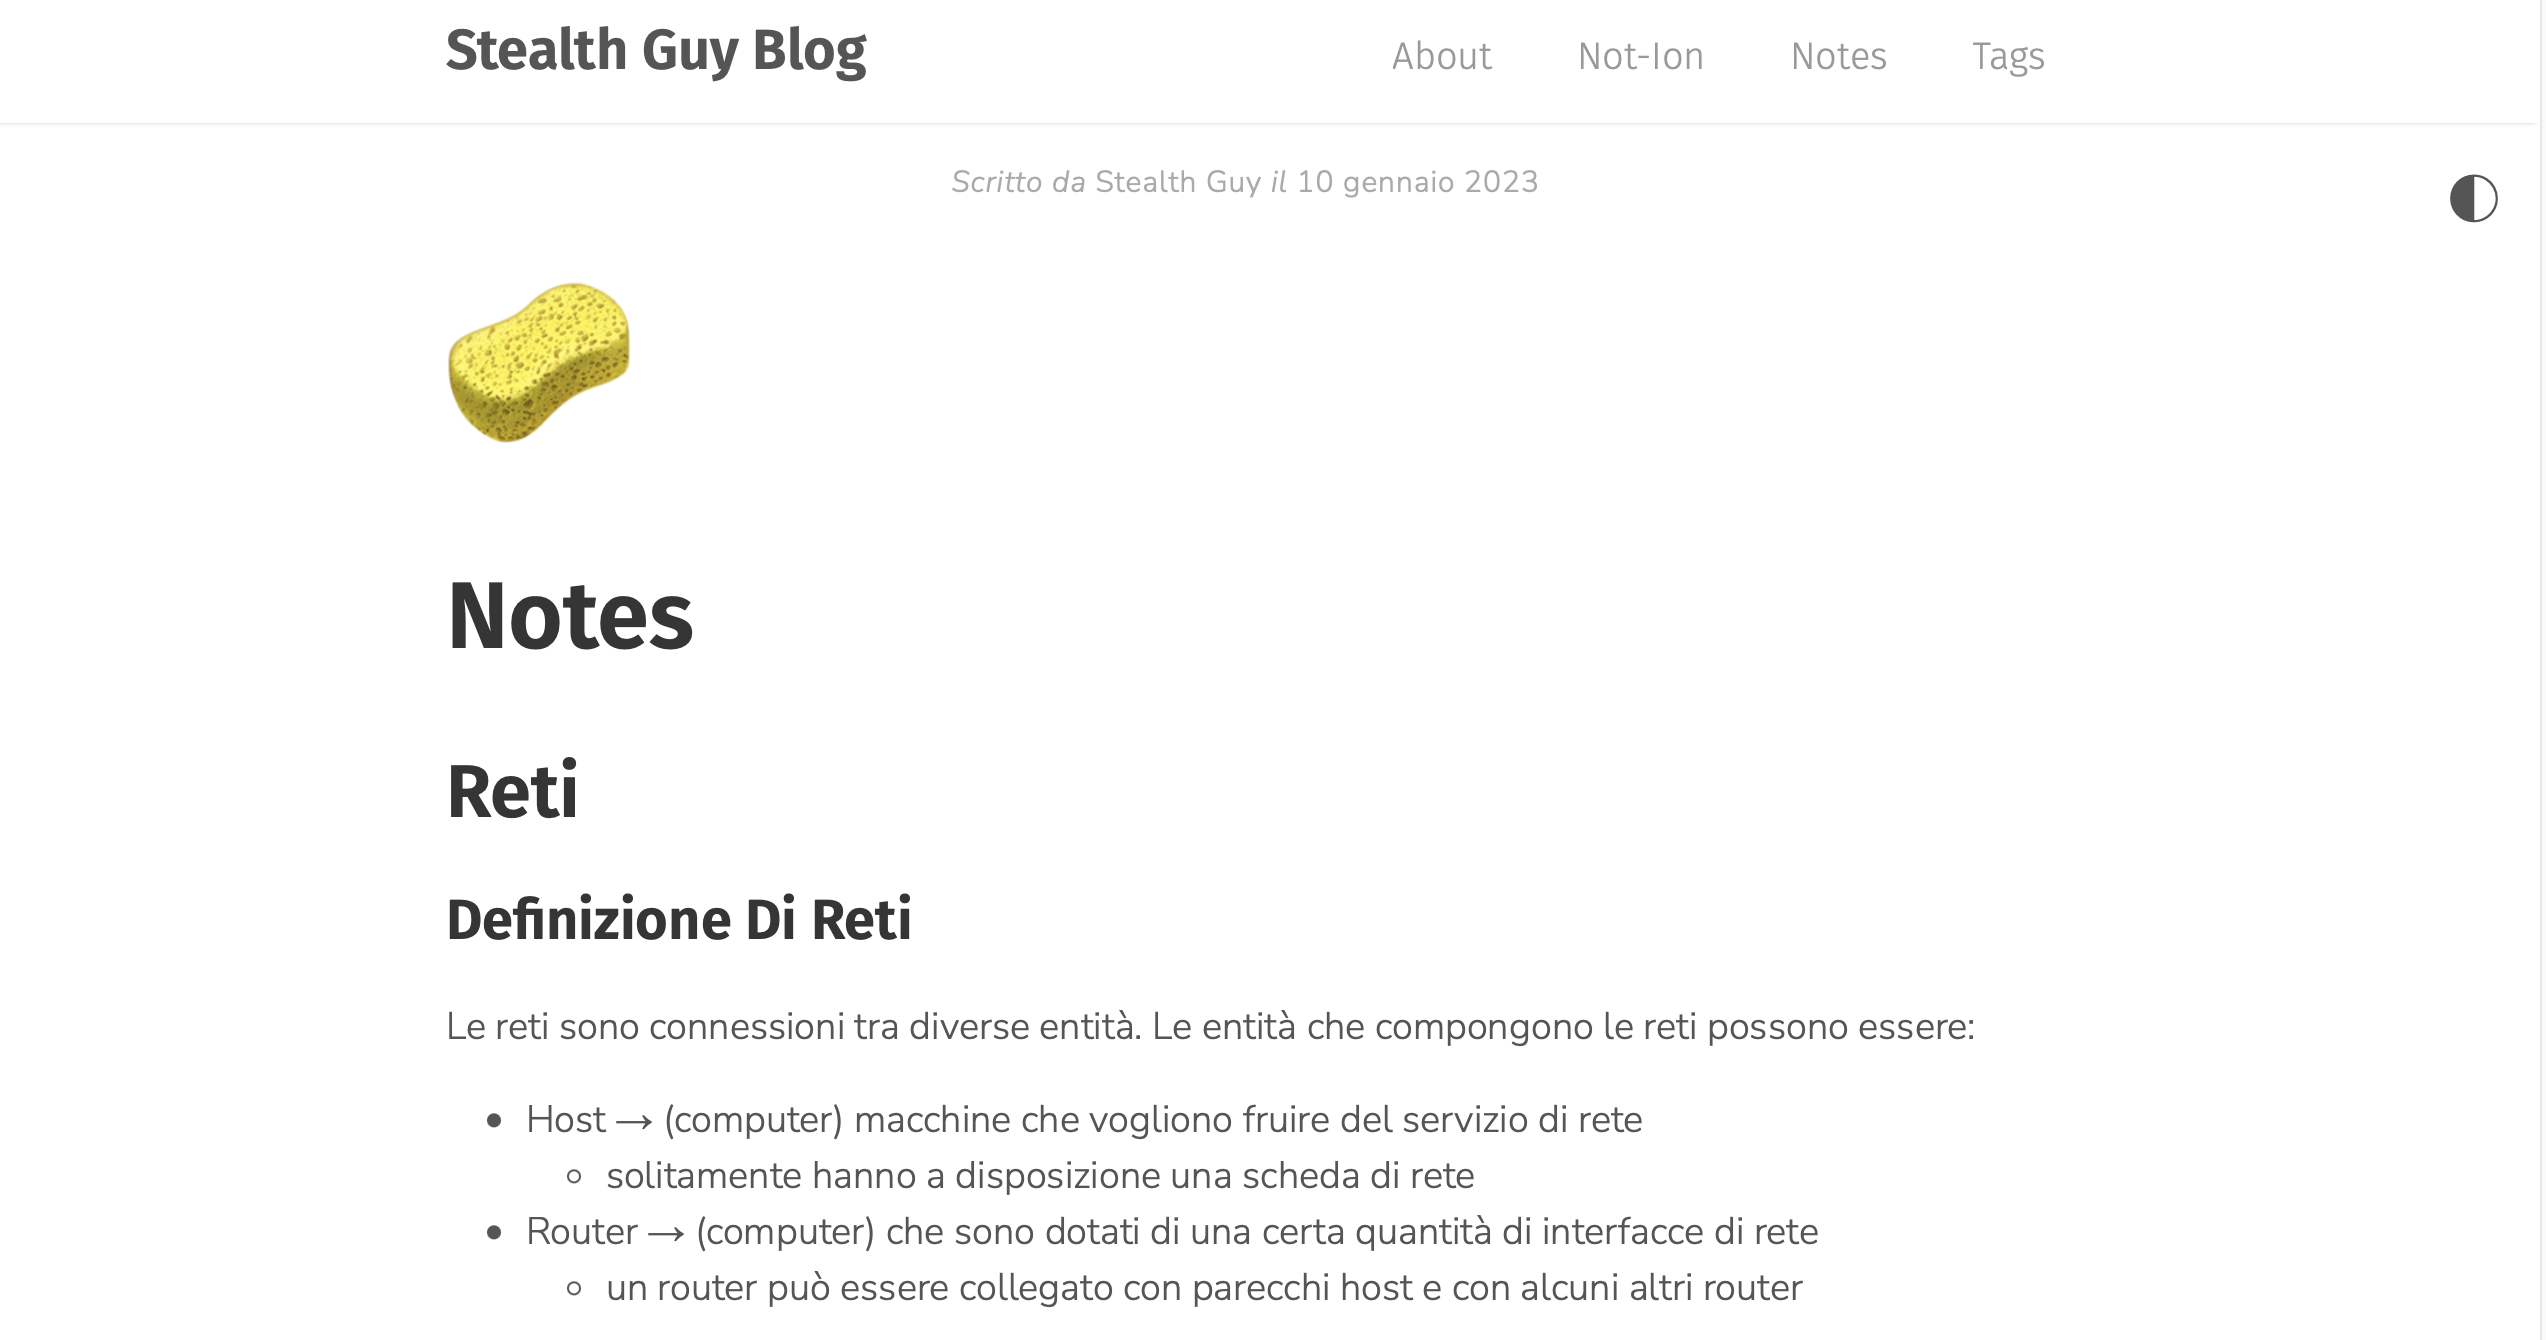 Stealth Guy Blog
About Not-Ion Notes Tags
Scritto da Stealth Guy il 10 gennaio 2023
Notes
Reti
Definizione Di Reti
Le reti sono connessioni tra diverse entità. Le entità che compongono le reti possono essere:
• Host → (computer) macchine che vogliono fruire del servizio di rete
◦ solitamente hanno a disposizione una scheda di rete
• Router → (computer) che sono dotati di una certa quantità di interfacce di rete
◦ un router può essere collegato con parecchi host e con alcuni altri router